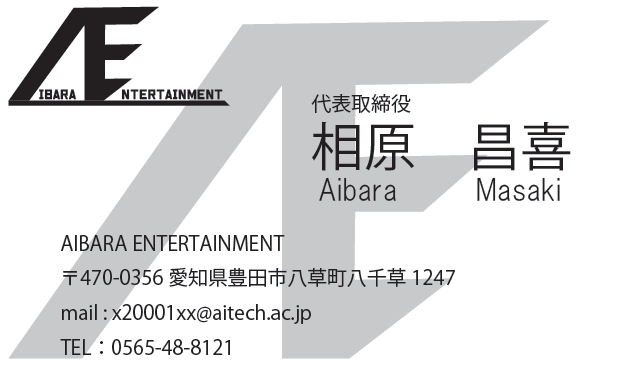 AIBARA ENTERTAINMENT
代表取締役
相原 昌喜
Aibara Masaki
AIBARA ENTERTAINMENT
〒470-0356 愛知県豊田市八草町八千草 1247
mail : x20001xx@aitech.ac.jp
TEL：0565-48-8121